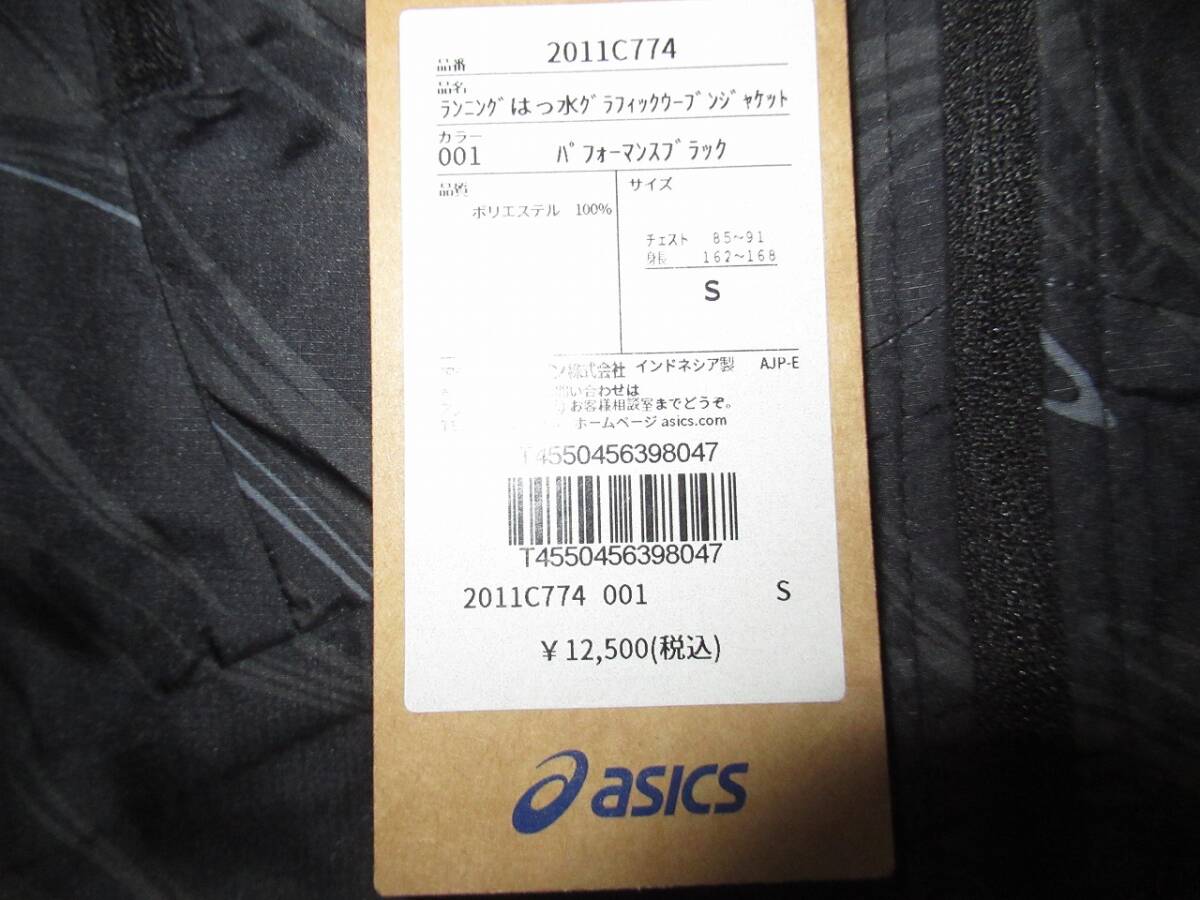 品番 2011C774
品名
ランニングはっ水グラフィックウーブンジャケット
カラー
001 パフォーマンスブラック
品質
ポリエステル 100%
サイズ
チェスト 85~91
身長 162~168
S
ン株式会社 インドネシア製 AJP-E
問い合わせは
お客様相談室までどうぞ。
ホームページ asics.com
T4550456398047
T4550456398047
2011C774 001 S
¥12,500(税込)
asics